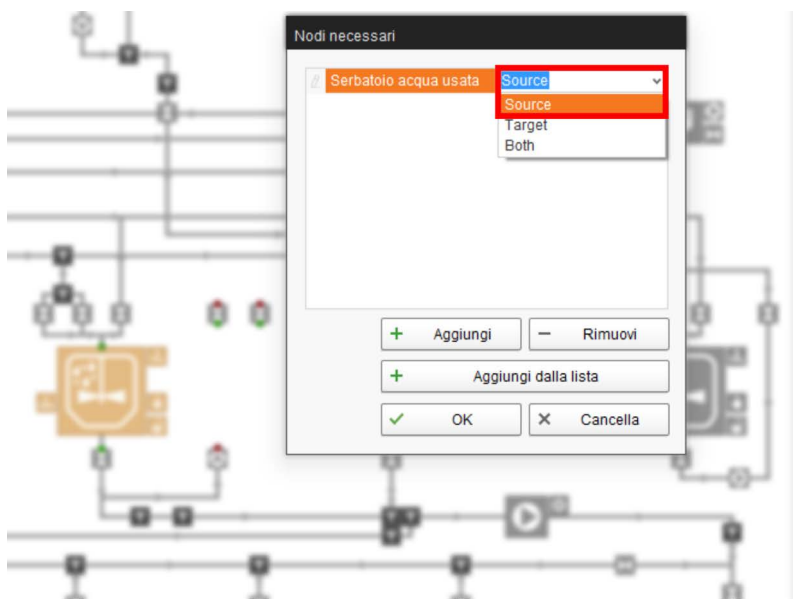 Nodi necessari
Serbatoio acqua usata Source
Source
Target
Both
Aggiungi
Rimuovi
Aggiungi dalla lista
OK
Cancella